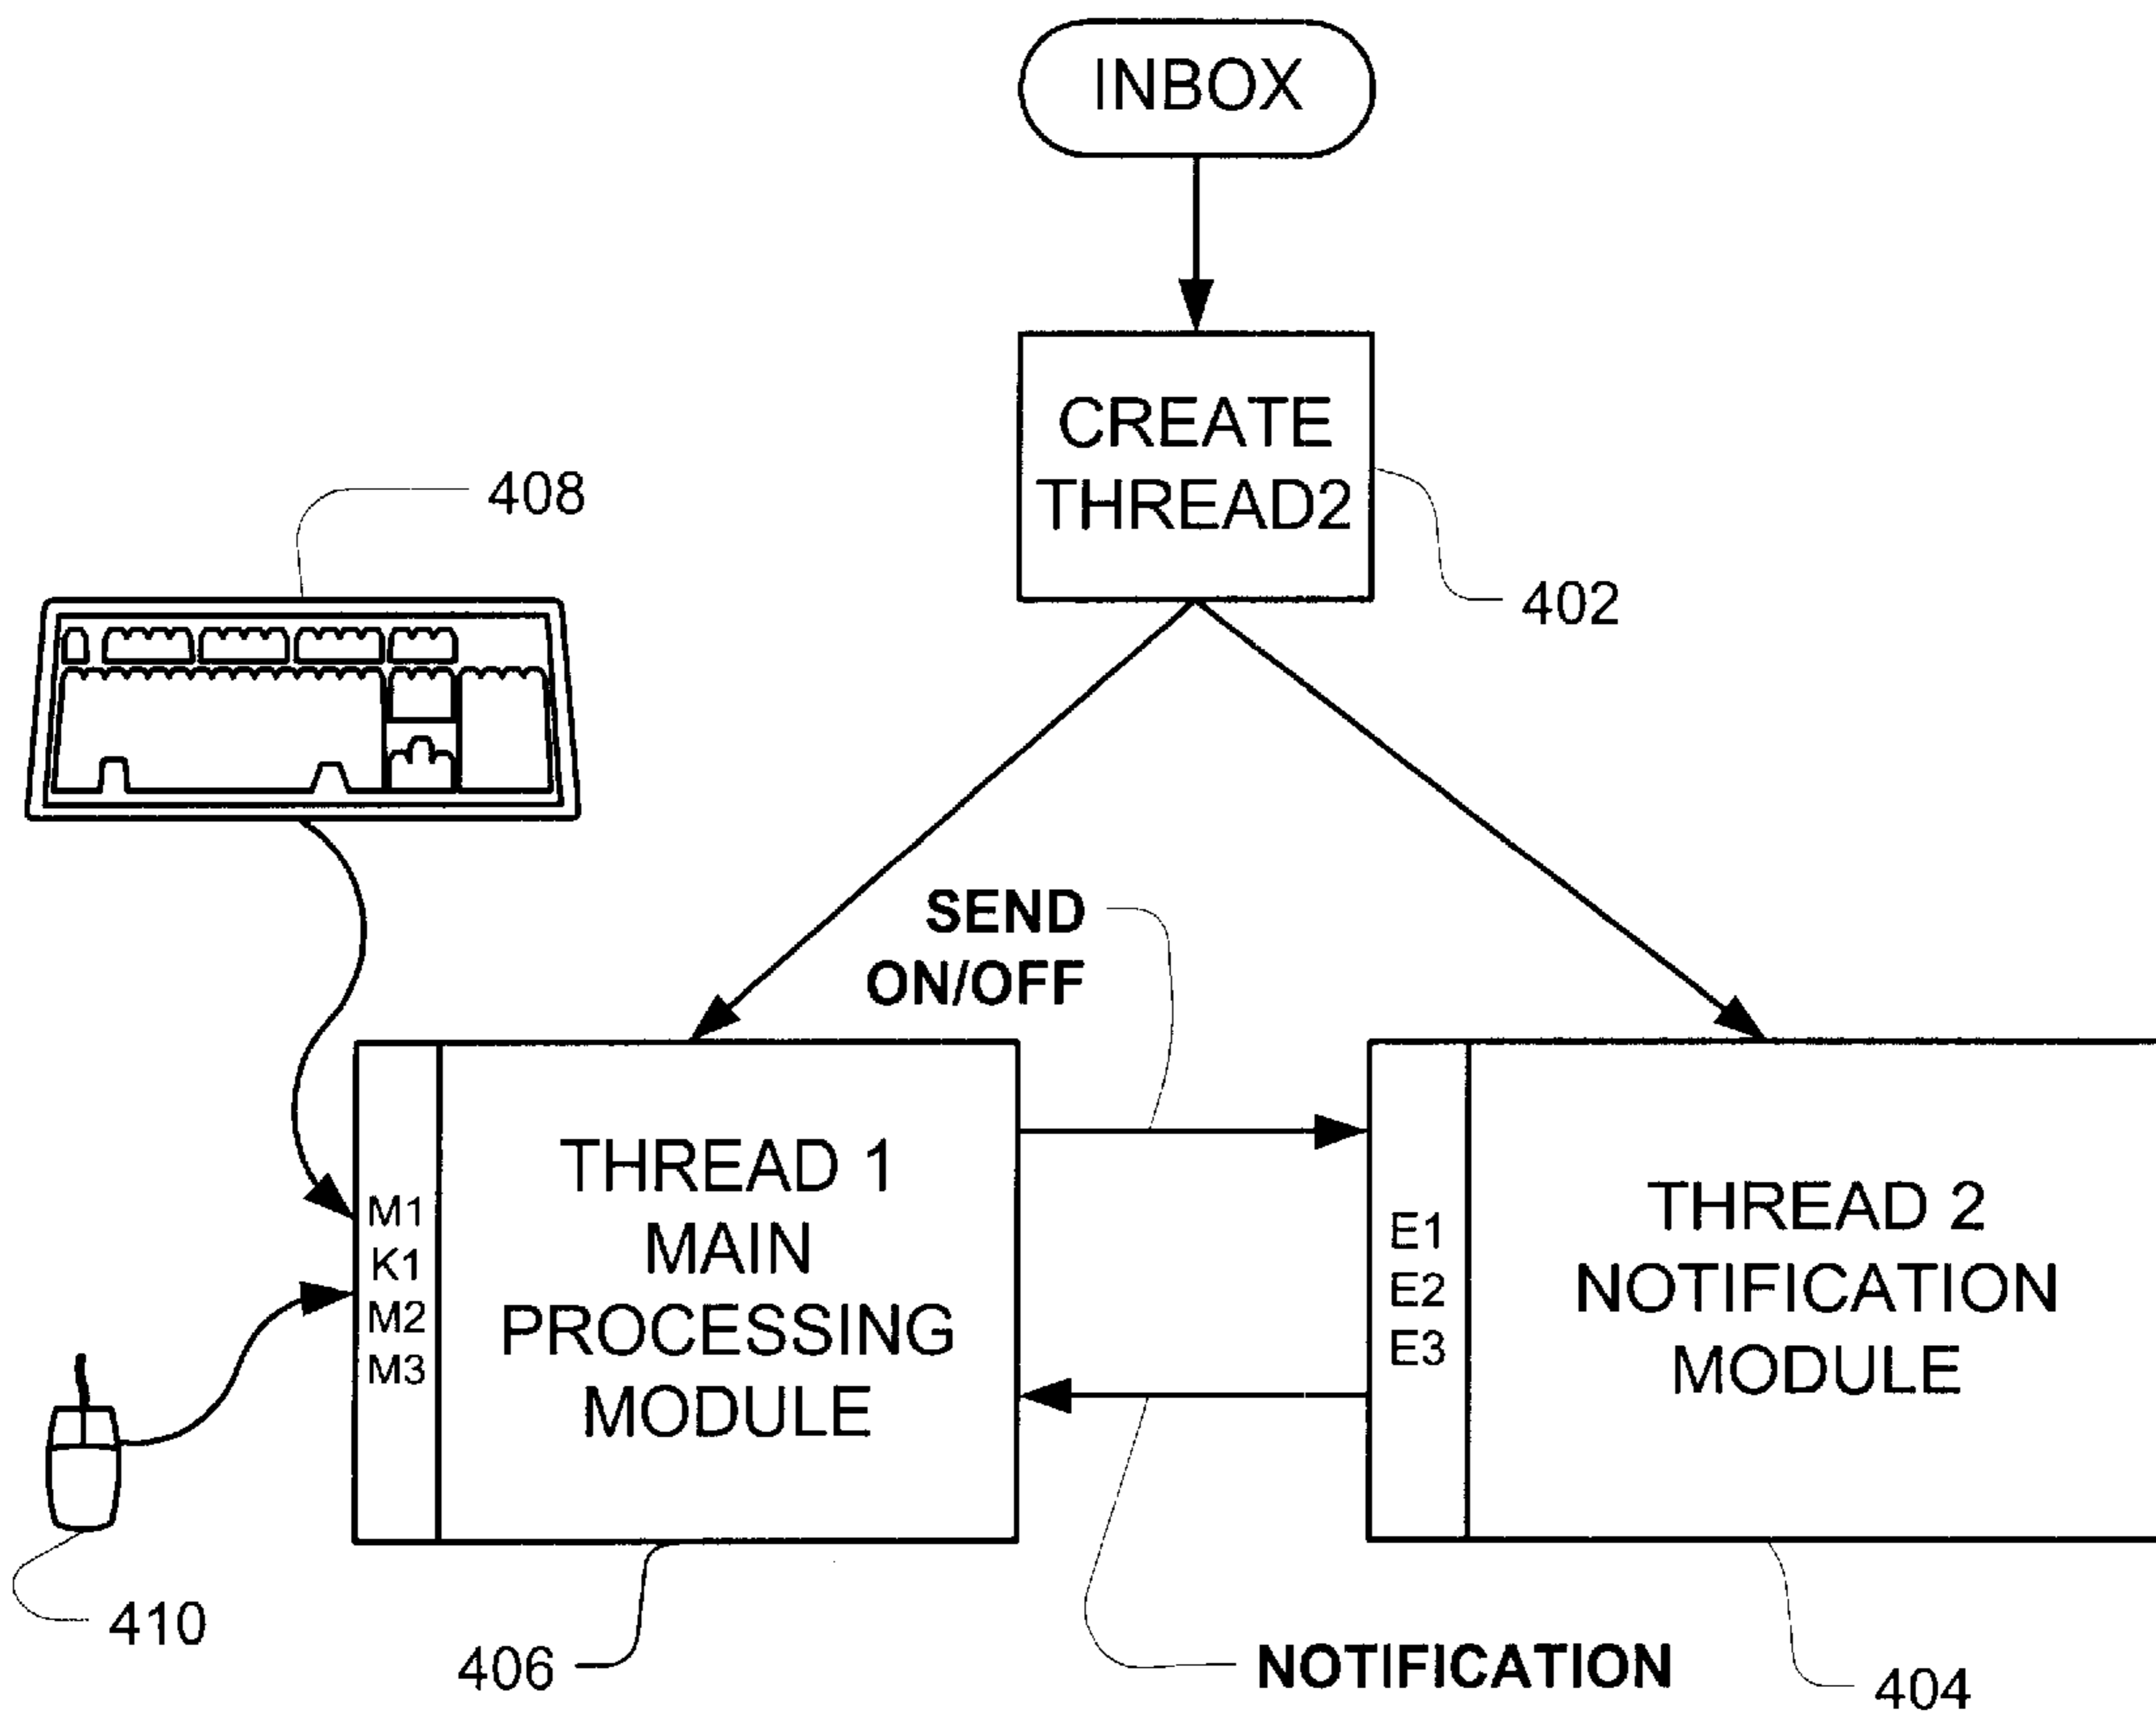 INBOX
CREATE
THREAD2
408
402
SEND
ON/OFF
M1
K1
M2
M3
THREAD 1
MAIN
PROCESSING
MODULE
E1
E2
E3
THREAD 2
NOTIFICATION
MODULE
410
406
NOTIFICATION
404